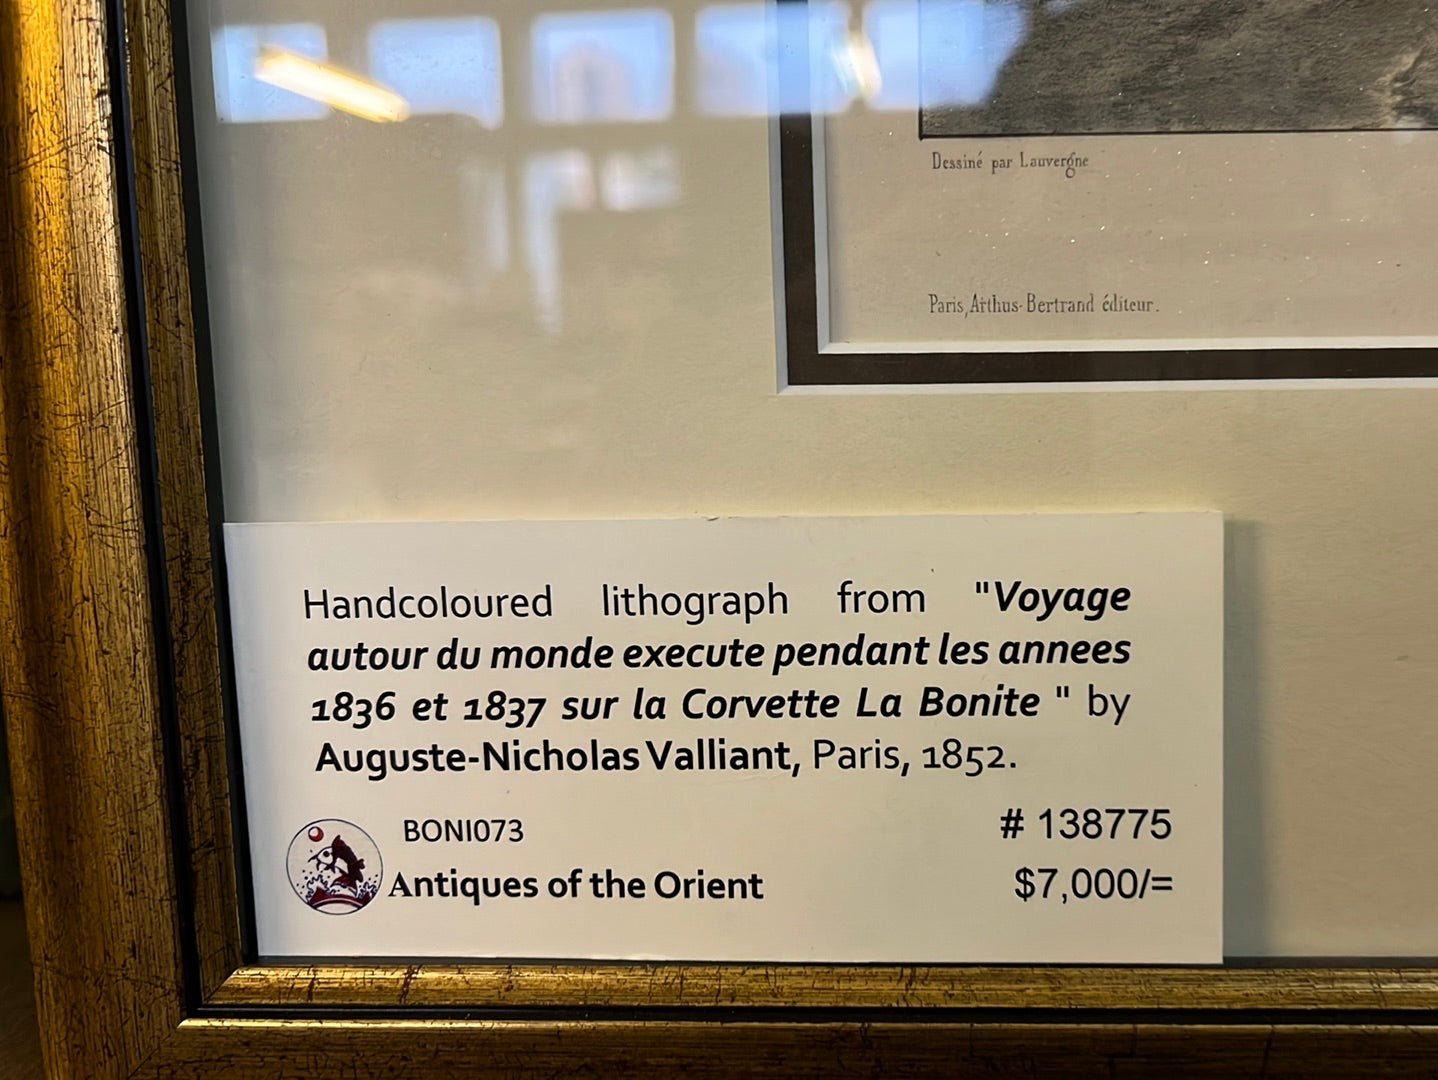 Dessiné par Lauvergne
Paris, Arthus-Bertrand éditeur.
Handcoloured lithograph from "Voyage
autour du monde execute pendant les annees
1836 et 1837 sur la Corvette La Bonite " by
Auguste-Nicholas Valliant, Paris, 1852.
BONI073 # 138775
Antiques of the Orient $7,000/=